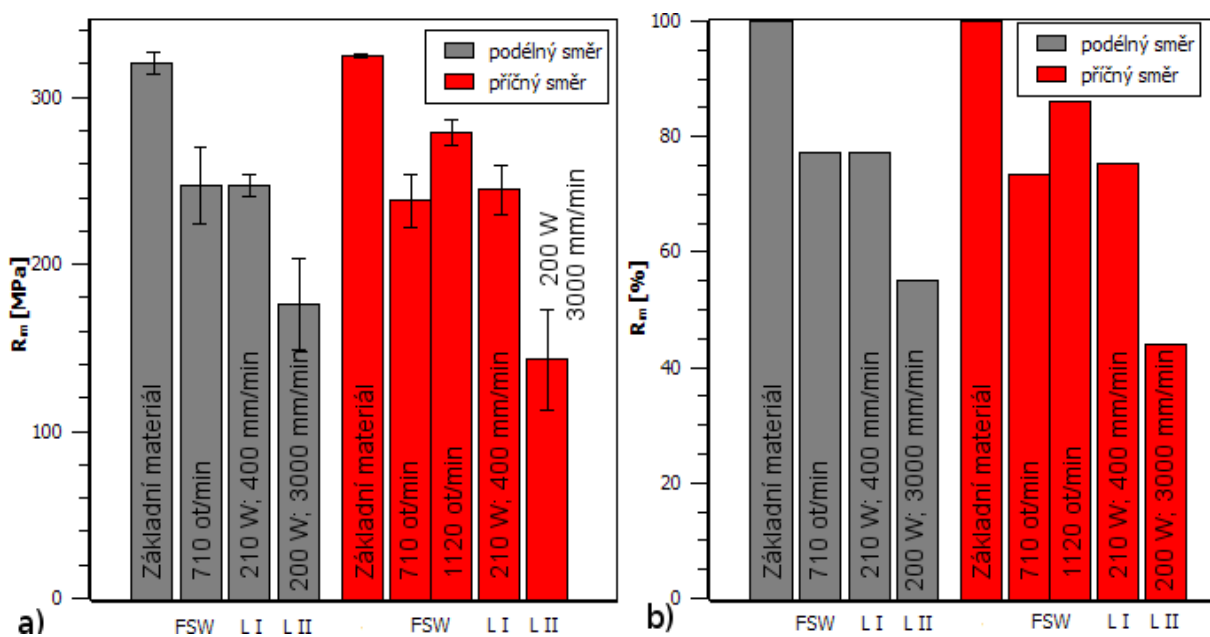 podélný směr
příčný směr
300
200
100
0
Rₘ [MPa]
Základní materiál
710 ot/min
210 W; 400 mm/min
200 W; 3000 mm/min
Základní materiál
710 ot/min
1120 ot/min
210 W; 400 mm/min
200 W
3000 mm/min
FSW
L I
L II
FSW
L I
L II
a)
podélný směr
příčný směr
100
80
60
40
20
0
Rₘ [%]
Základní materiál
710 ot/min
210 W; 400 mm/min
200 W; 3000 mm/min
Základní materiál
710 ot/min
1120 ot/min
210 W; 400 mm/min
200 W; 3000 mm/min
FSW
L I
L II
FSW
L I
L II
b)